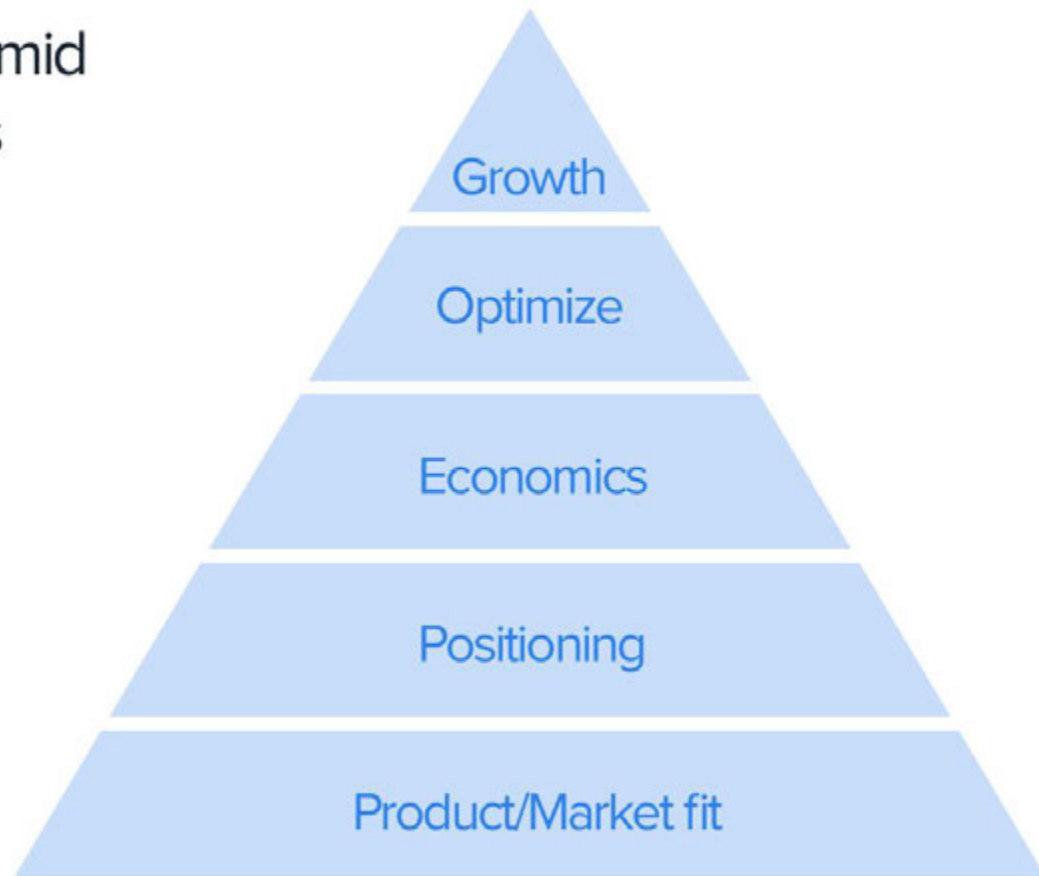 mid
s
Growth
Optimize
Economics
Positioning
Product/Market fit